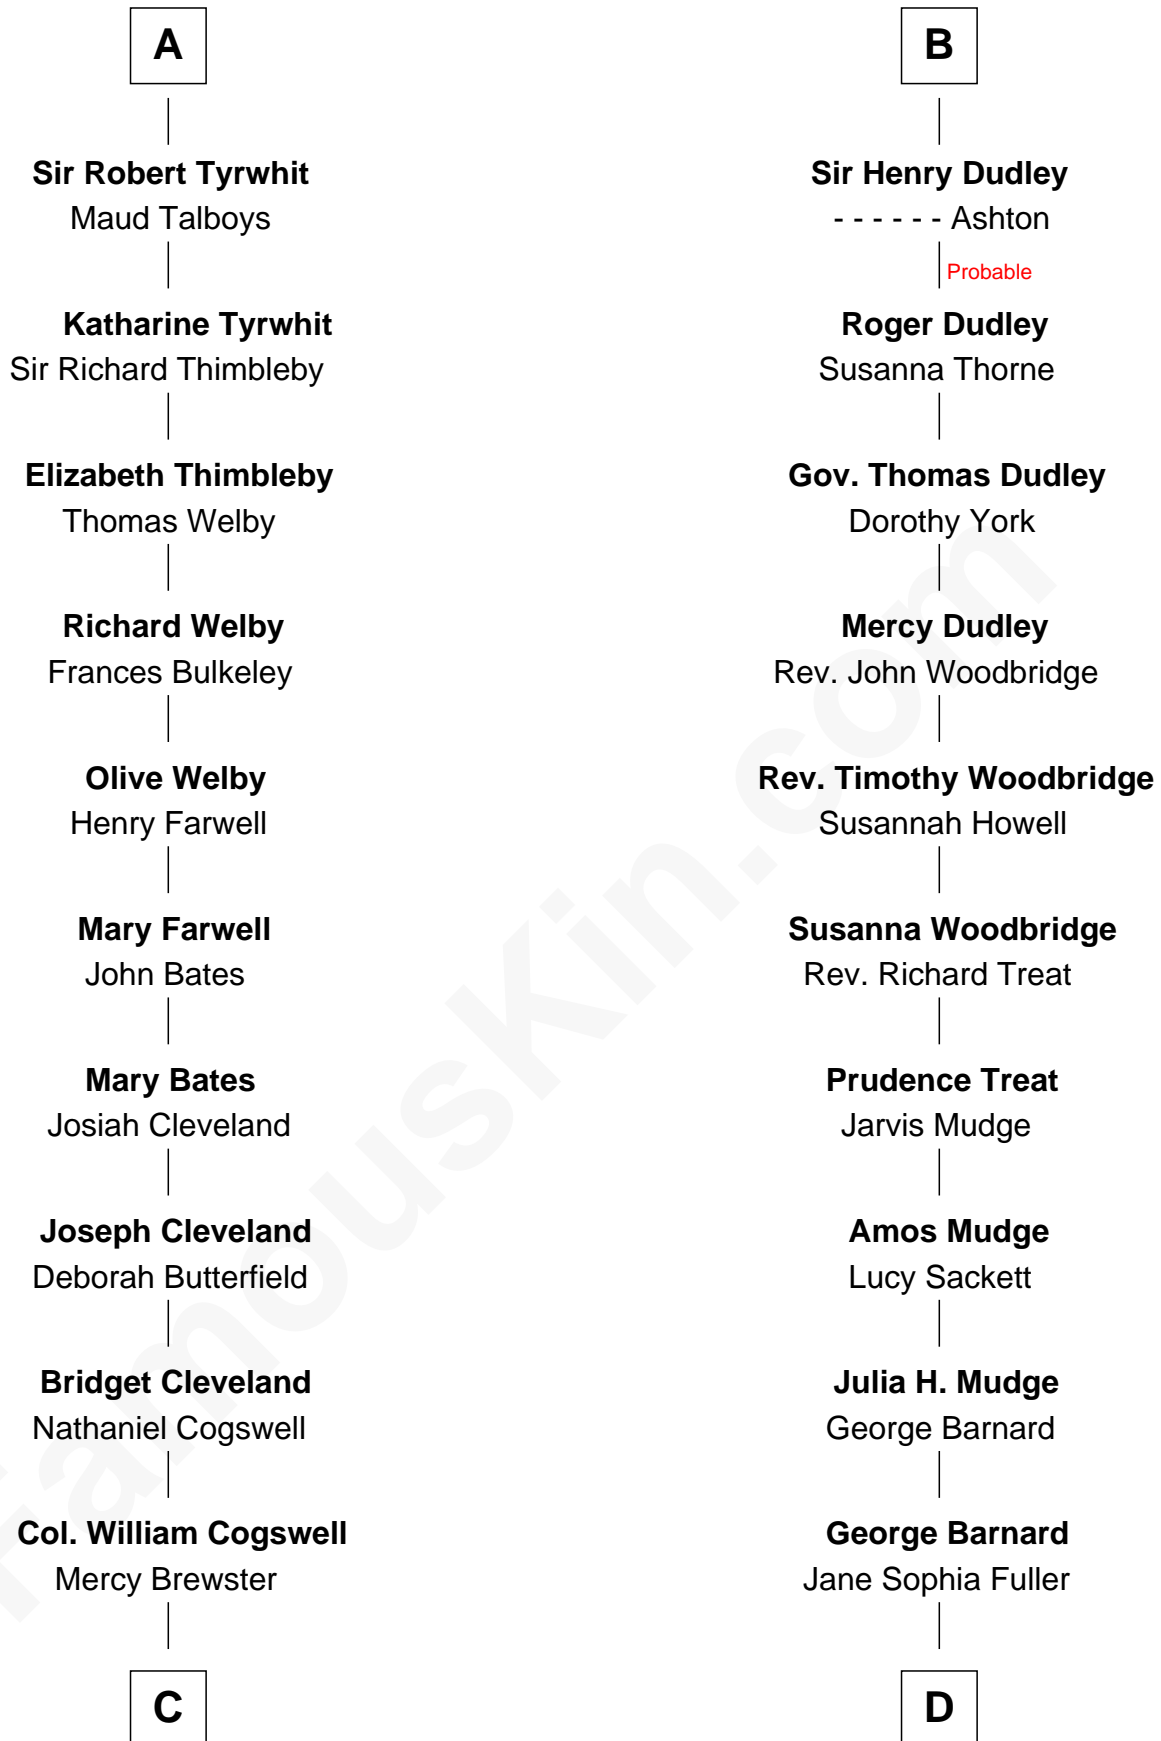 A
Sir Robert Tyrwhit
Maud Talboys
Katharine Tyrwhit
Sir Richard Thimbleby
Elizabeth Thimbleby
Thomas Welby
Richard Welby
Frances Bulkeley
Olive Welby
Henry Farwell
Mary Farwell
John Bates
Mary Bates
Josiah Cleveland
Joseph Cleveland
Deborah Butterfield
Bridget Cleveland
Nathaniel Cogswell
Col. William Cogswell
Mercy Brewster
C
B
Sir Henry Dudley
- - - - - - Ashton
Probable
Roger Dudley
Susanna Thorne
Gov. Thomas Dudley
Dorothy York
Mercy Dudley
Rev. John Woodbridge
Rev. Timothy Woodbridge
Susannah Howell
Susanna Woodbridge
Rev. Richard Treat
Prudence Treat
Jarvis Mudge
Amos Mudge
Lucy Sackett
Julia H. Mudge
George Barnard
George Barnard
Jane Sophia Fuller
D
FamousKin.com